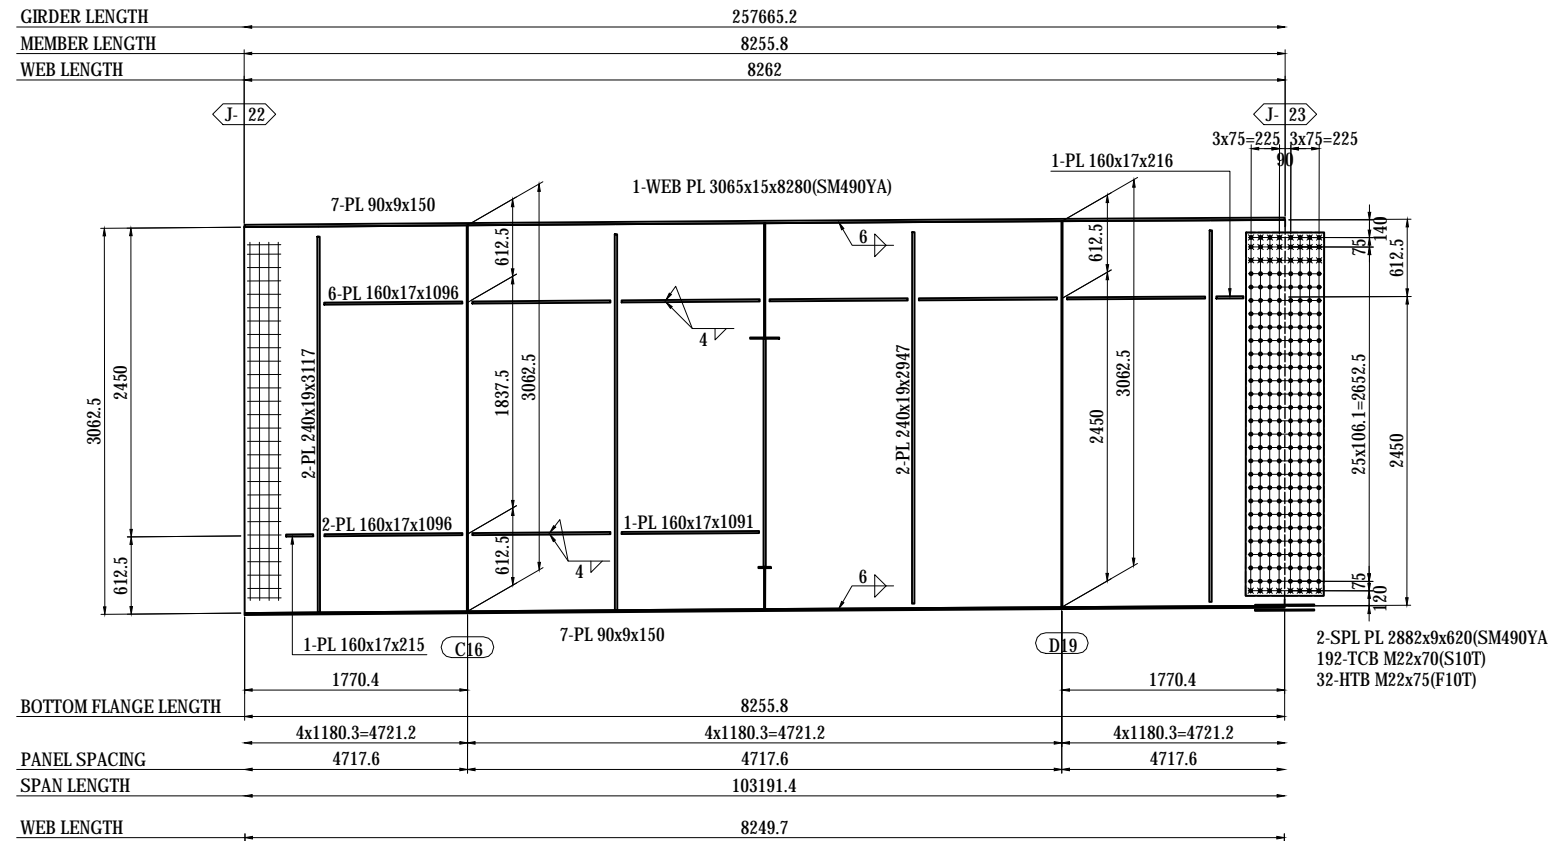 GIRDER LENGTH 257665.2
MEMBER LENGTH 8255.8
WEB LENGTH 8262
J- 22
J- 23
3x75=225 3x75=225
90
1-PL 160x17x216
1-WEB PL 3065x15x8280(SM490YA)
7-PL 90x9x150
6
140
75
612.5
612.5
612.5
6-PL 160x17x1096
4
2450
3062.5
2-PL 240x19x3117
1837.5
3062.5
2-PL 240x19x2947
2450
3062.5
25x106.1=2652.5
2450
2-PL 160x17x1096
1-PL 160x17x1091
612.5
612.5
4
6
75
120
1-PL 160x17x215
C16
7-PL 90x9x150
D19
2-SPL PL 2882x9x620(SM490YA
192-TCB M22x70(S10T)
32-HTB M22x75(F10T)
1770.4
1770.4
BOTTOM FLANGE LENGTH 8255.8
4x1180.3=4721.2 4x1180.3=4721.2 4x1180.3=4721.2
PANEL SPACING 4717.6 4717.6 4717.6
SPAN LENGTH 103191.4
WEB LENGTH 8249.7